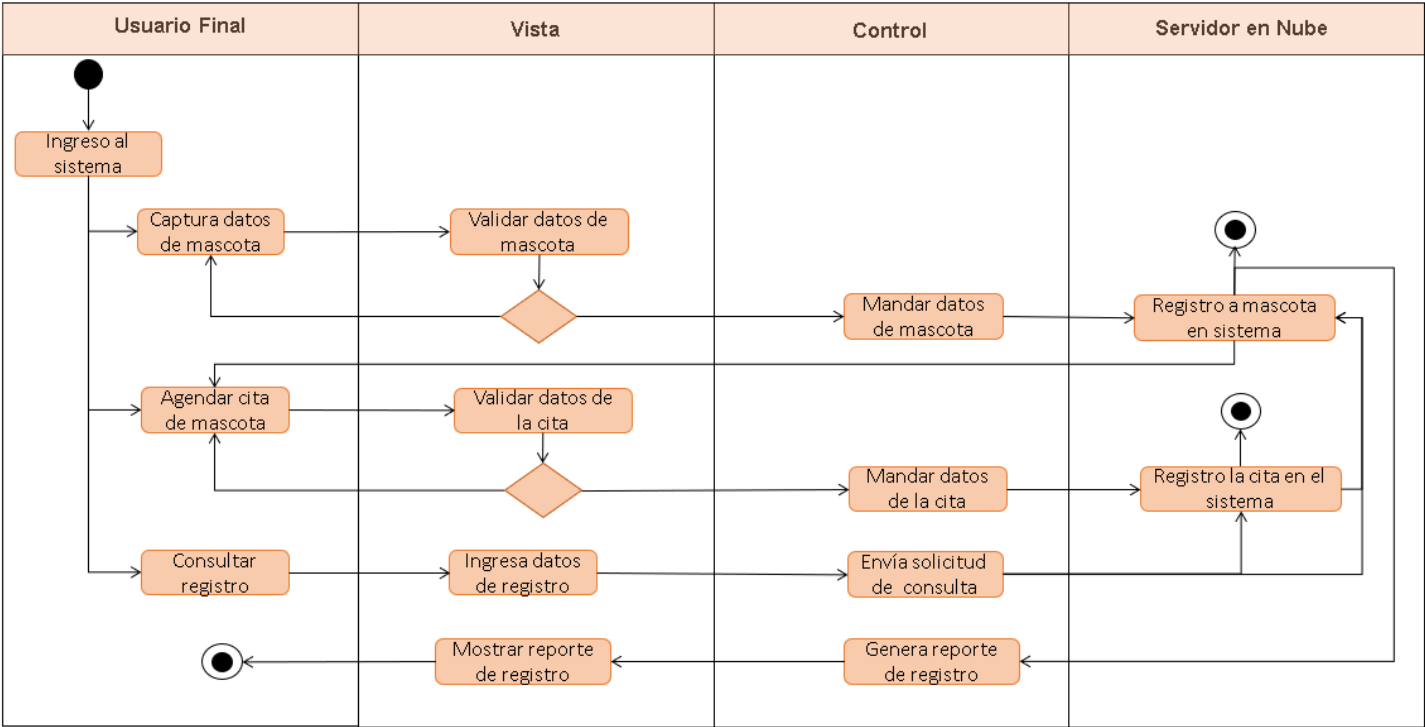 Usuario Final
Vista
Control
Servidor en Nube
Ingreso al
sistema
Captura datos
de mascota
Validar datos de
mascota
Mandar datos
de mascota
Registro a mascota
en sistema
Agendar cita
de mascota
Validar datos de
la cita
Mandar datos
de la cita
Registro la cita en el
sistema
Consultar
registro
Ingresa datos
de registro
Envía solicitud
de consulta
Mostrar reporte
de registro
Genera reporte
de registro